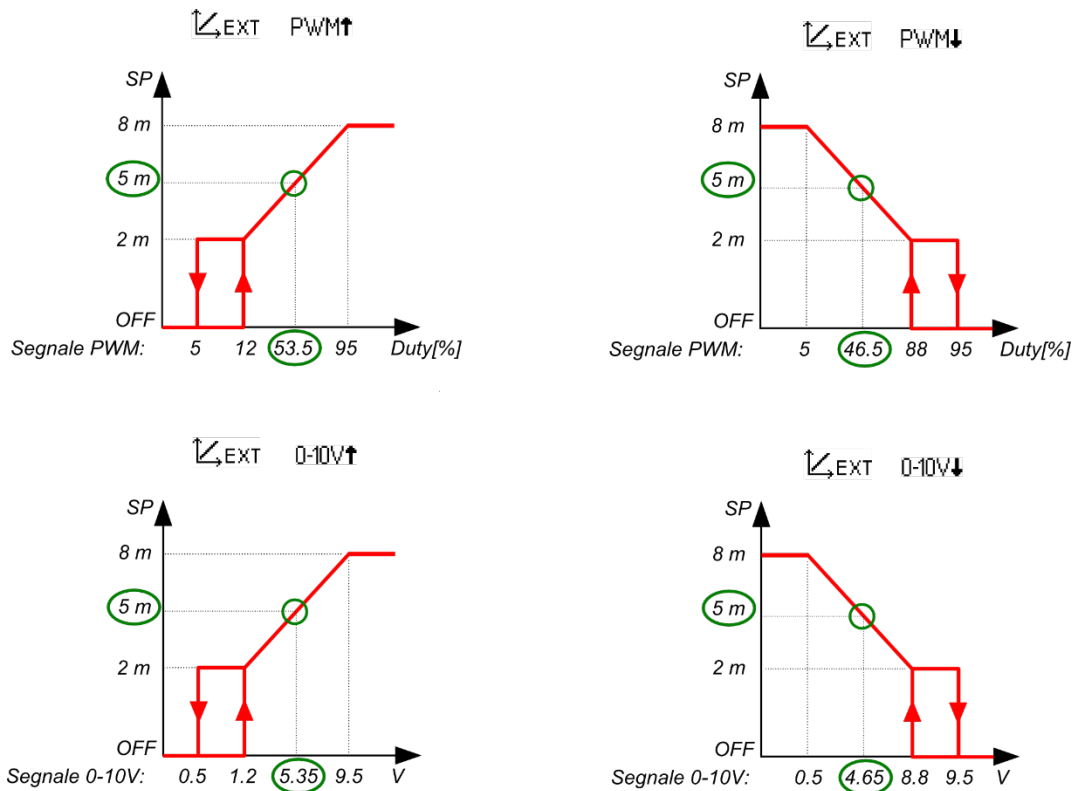 EXT PWM↑
SP
8 m
5 m
2 m
OFF
Segnale PWM: 5 12 53.5 95 Duty[%]
EXT PWM↓
SP
8 m
5 m
2 m
OFF
Segnale PWM: 5 46.5 88 95 Duty[%]
EXT 0-10V↑
SP
8 m
5 m
2 m
OFF
Segnale 0-10V: 0.5 1.2 5.35 9.5 V
EXT 0-10V↓
SP
8 m
5 m
2 m
OFF
Segnale 0-10V: 0.5 4.65 8.8 9.5 V